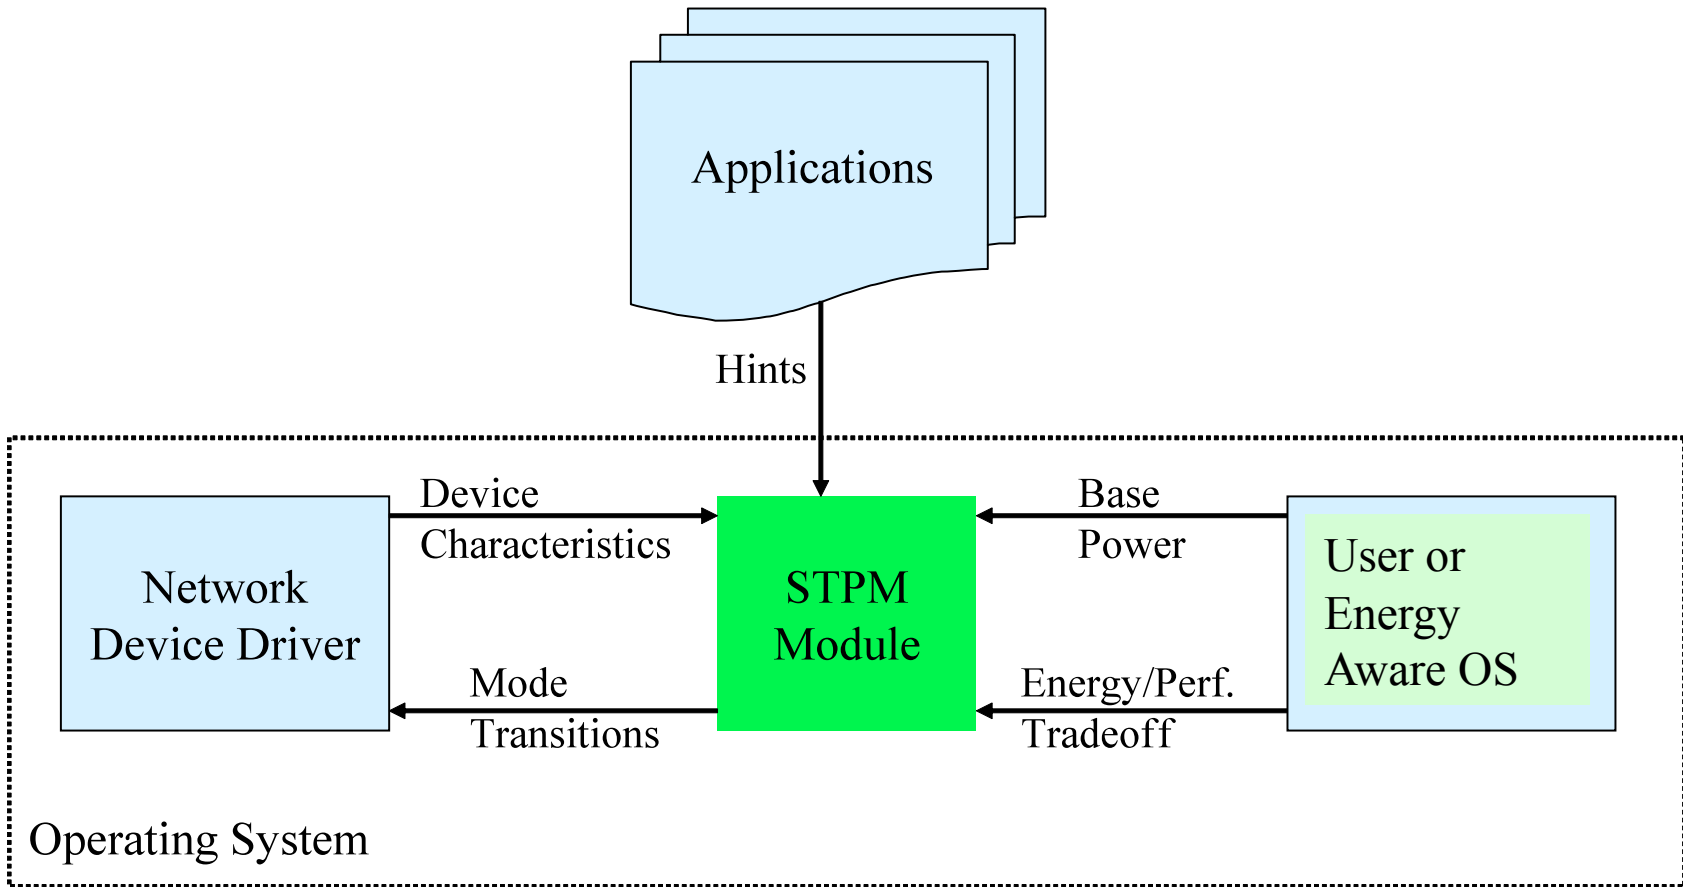 Applications
Hints
Device
Characteristics
Base
Power
Network
Device Driver
STPM
Module
User or
Energy
Aware OS
Mode
Transitions
Energy/Perf.
Tradeoff
Operating System